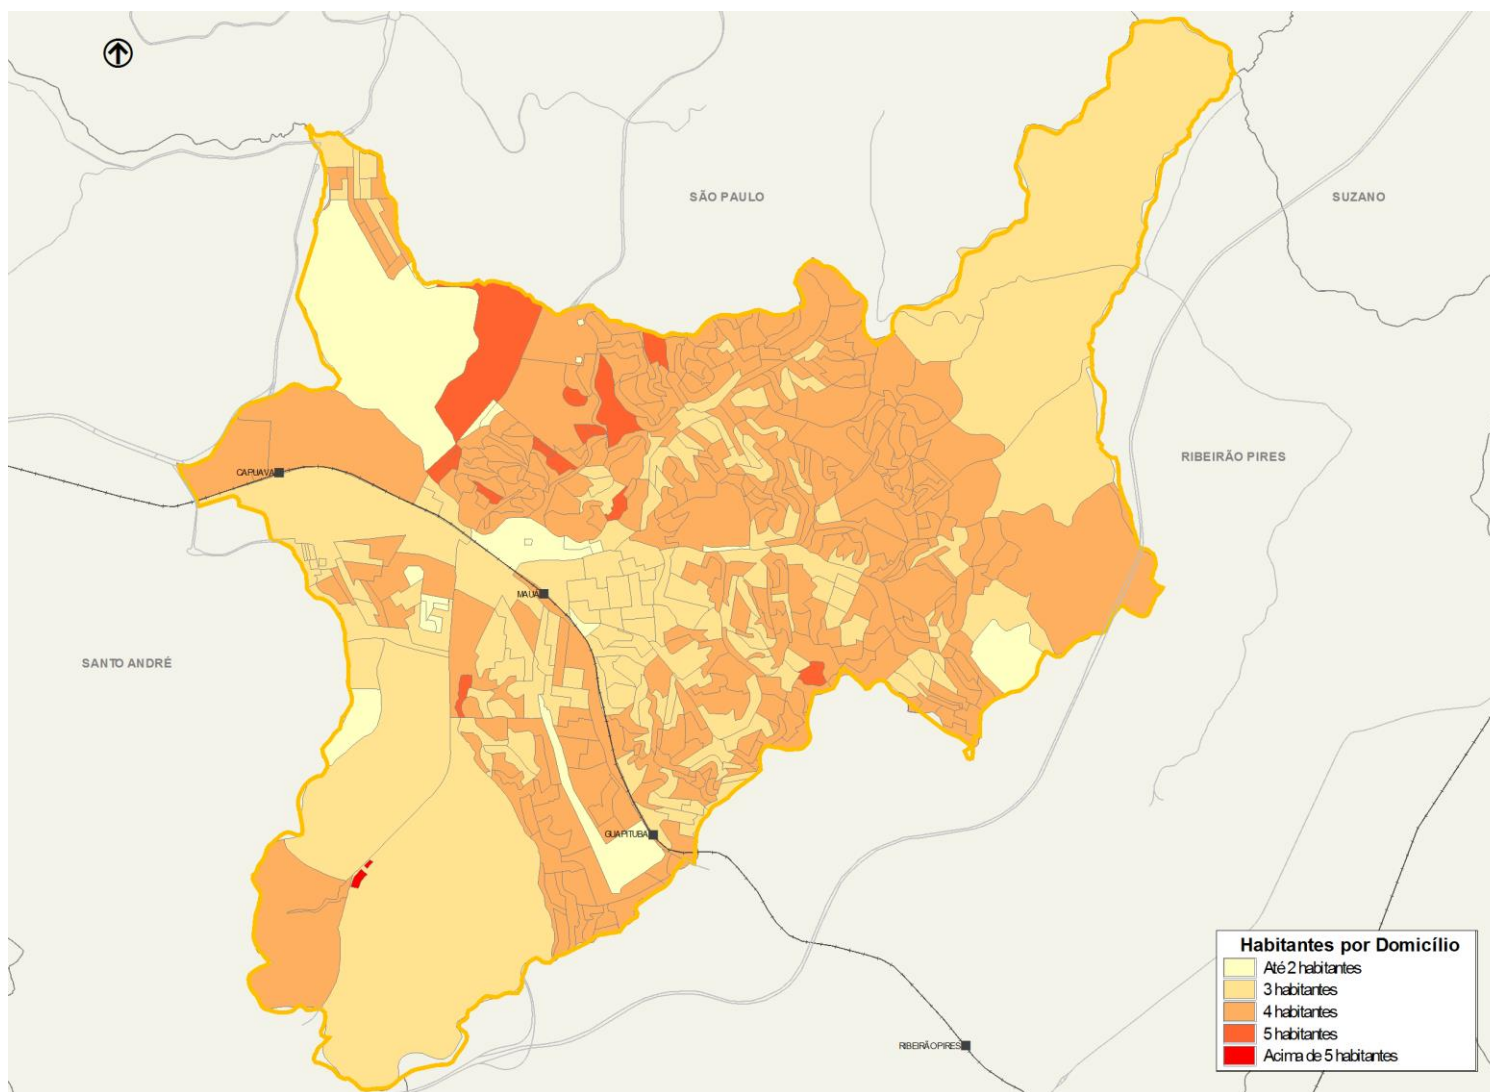 SÃO PAULO
SUZANO
RIBEIRÃO PIRES
CAPUAVA
MAUÁ
SANTO ANDRÉ
GUAPITUBA
RIBEIRÃO PIRES
Habitantes por Domicílio
Até 2 habitantes
3 habitantes
4 habitantes
5 habitantes
Acima de 5 habitantes